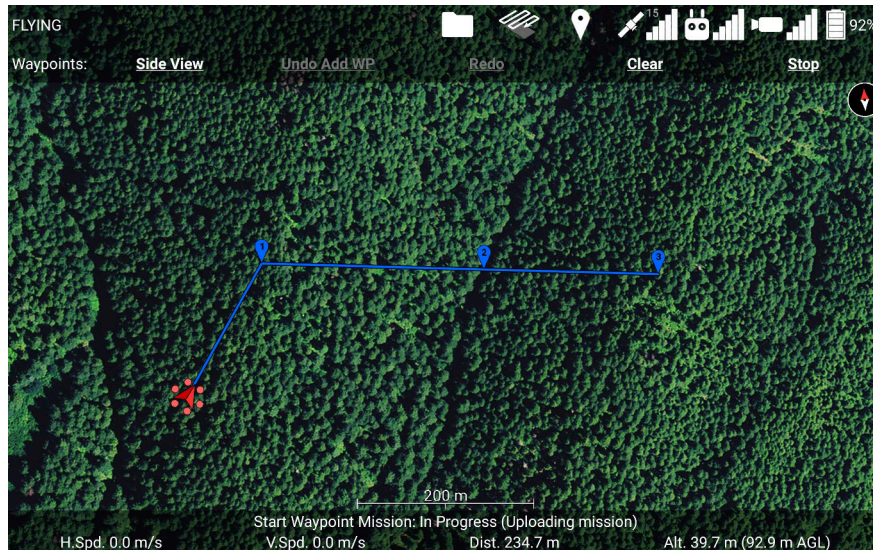 FLYING
15
92%
Waypoints: Side View Undo Add WP Redo Clear Stop
1
2
3
200 m
Start Waypoint Mission: In Progress (Uploading mission)
H.Spd. 0.0 m/s V.Spd. 0.0 m/s Dist. 234.7 m Alt. 39.7 m (92.9 m AGL)